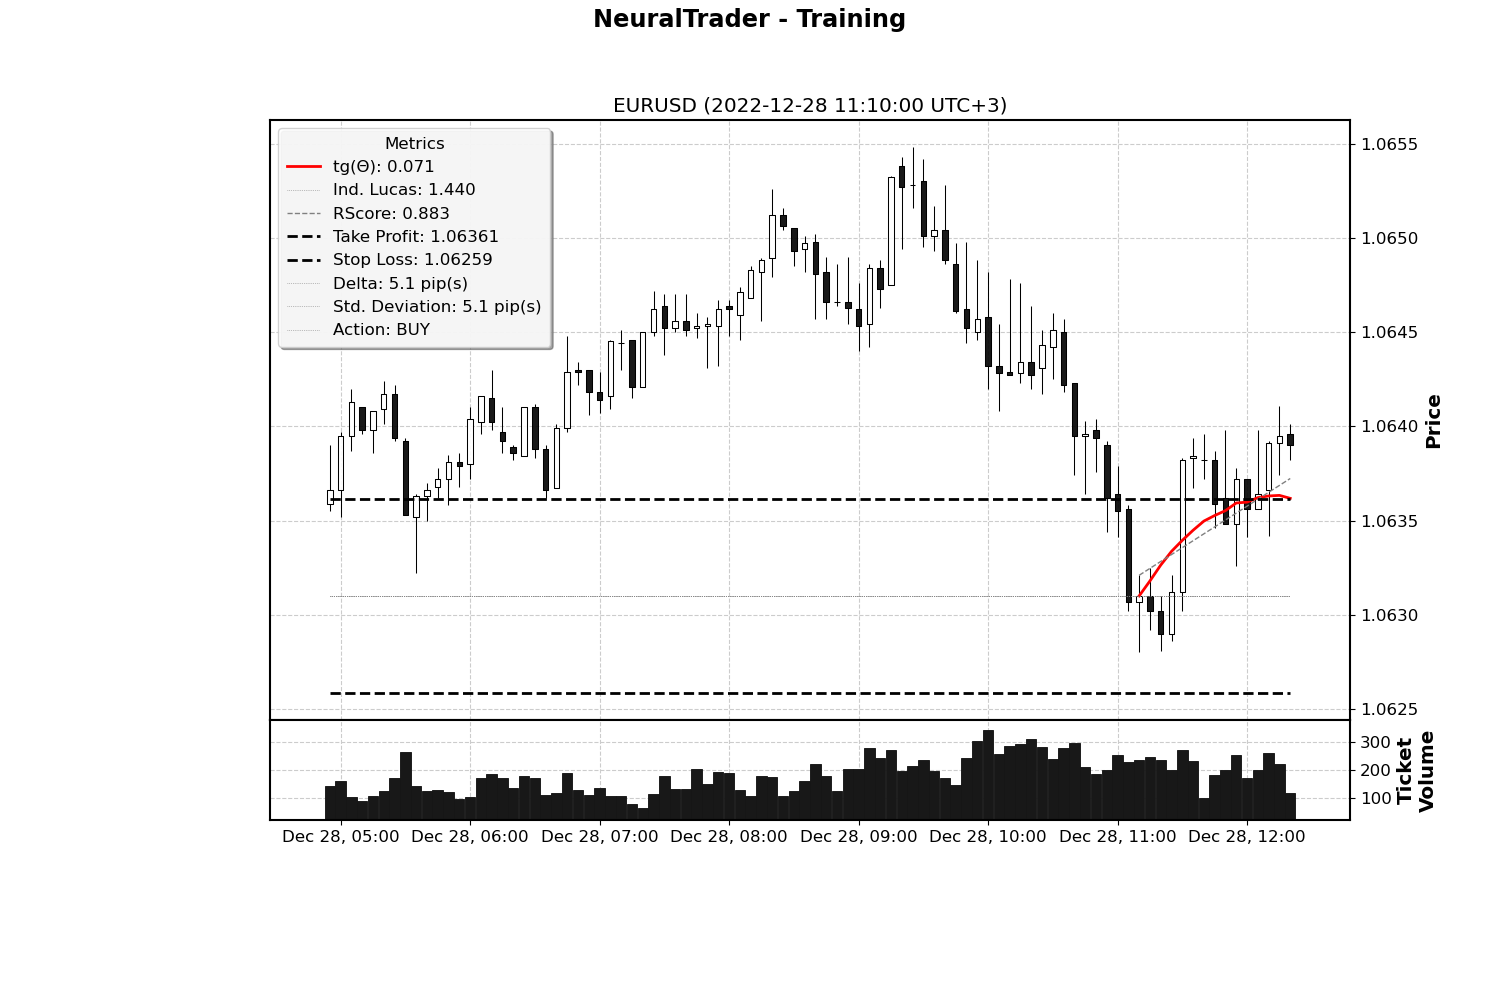 NeuralTrader - Training
EURUSD (2022-12-28 11:10:00 UTC+3)
Metrics
tg(Θ): 0.071
Ind. Lucas: 1.440
RScore: 0.883
Take Profit: 1.06361
Stop Loss: 1.06259
Delta: 5.1 pip(s)
Std. Deviation: 5.1 pip(s)
Action: BUY
1.0655
1.0650
1.0645
1.0640
1.0635
1.0630
1.0625
Price
300
200
100
Ticket
Volume
Dec 28, 05:00
Dec 28, 06:00
Dec 28, 07:00
Dec 28, 08:00
Dec 28, 09:00
Dec 28, 10:00
Dec 28, 11:00
Dec 28, 12:00